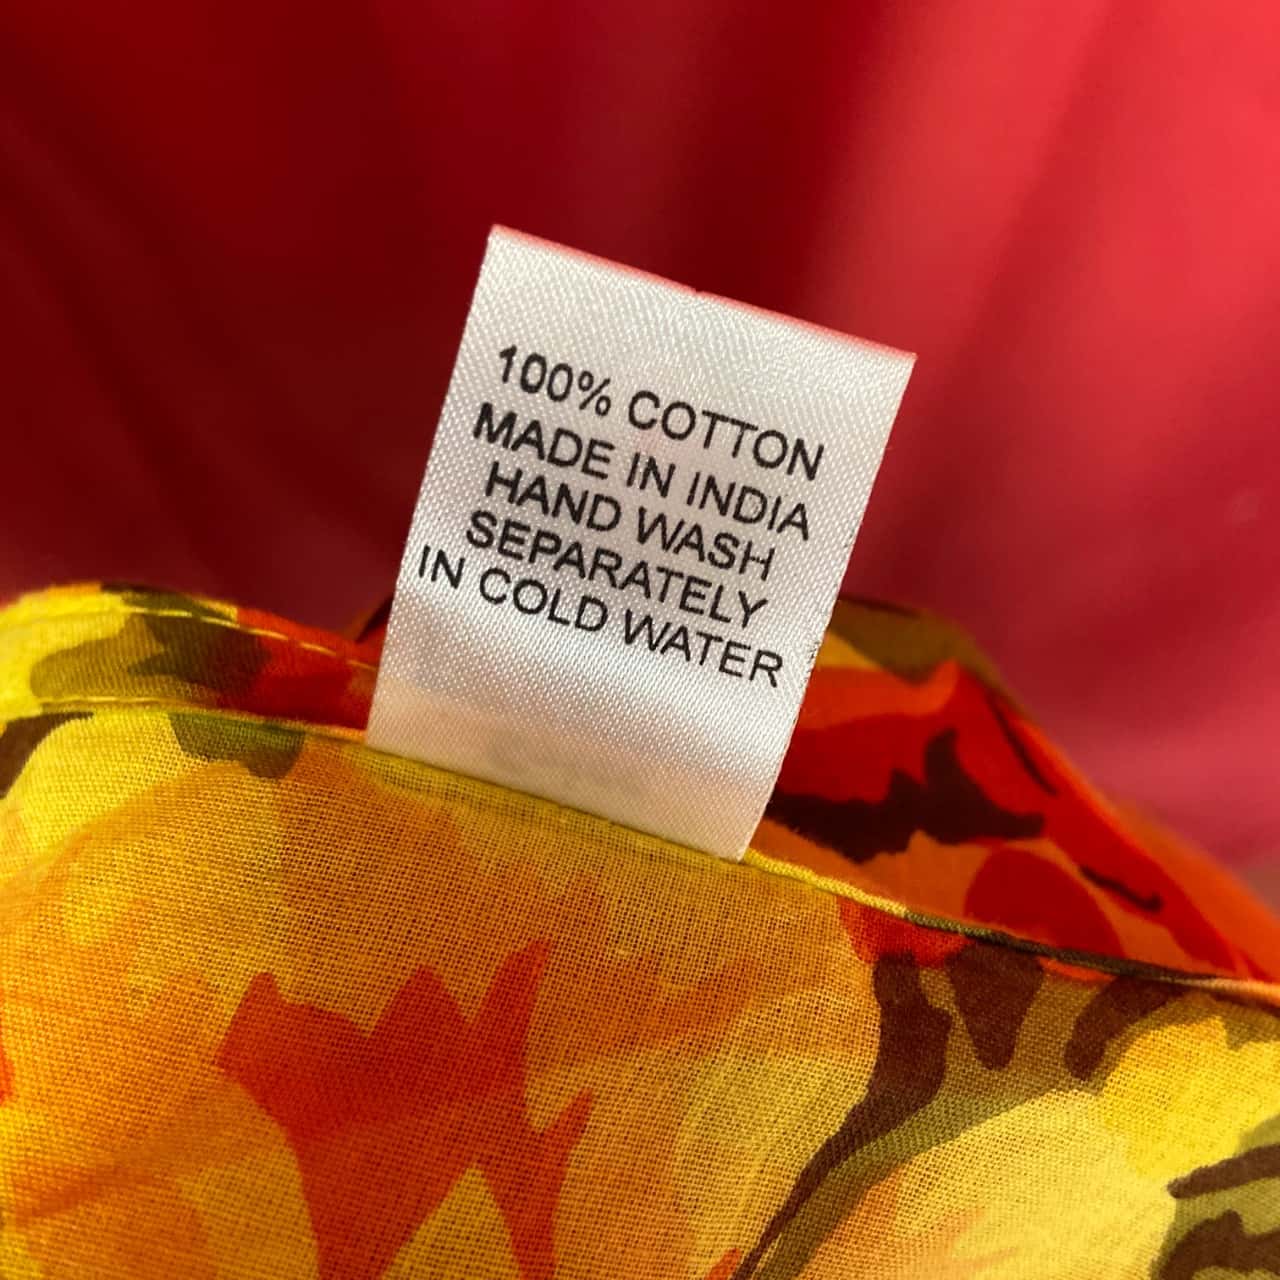 100% COTTON
MADE IN INDIA
HAND WASH
SEPARATELY
IN COLD WATER